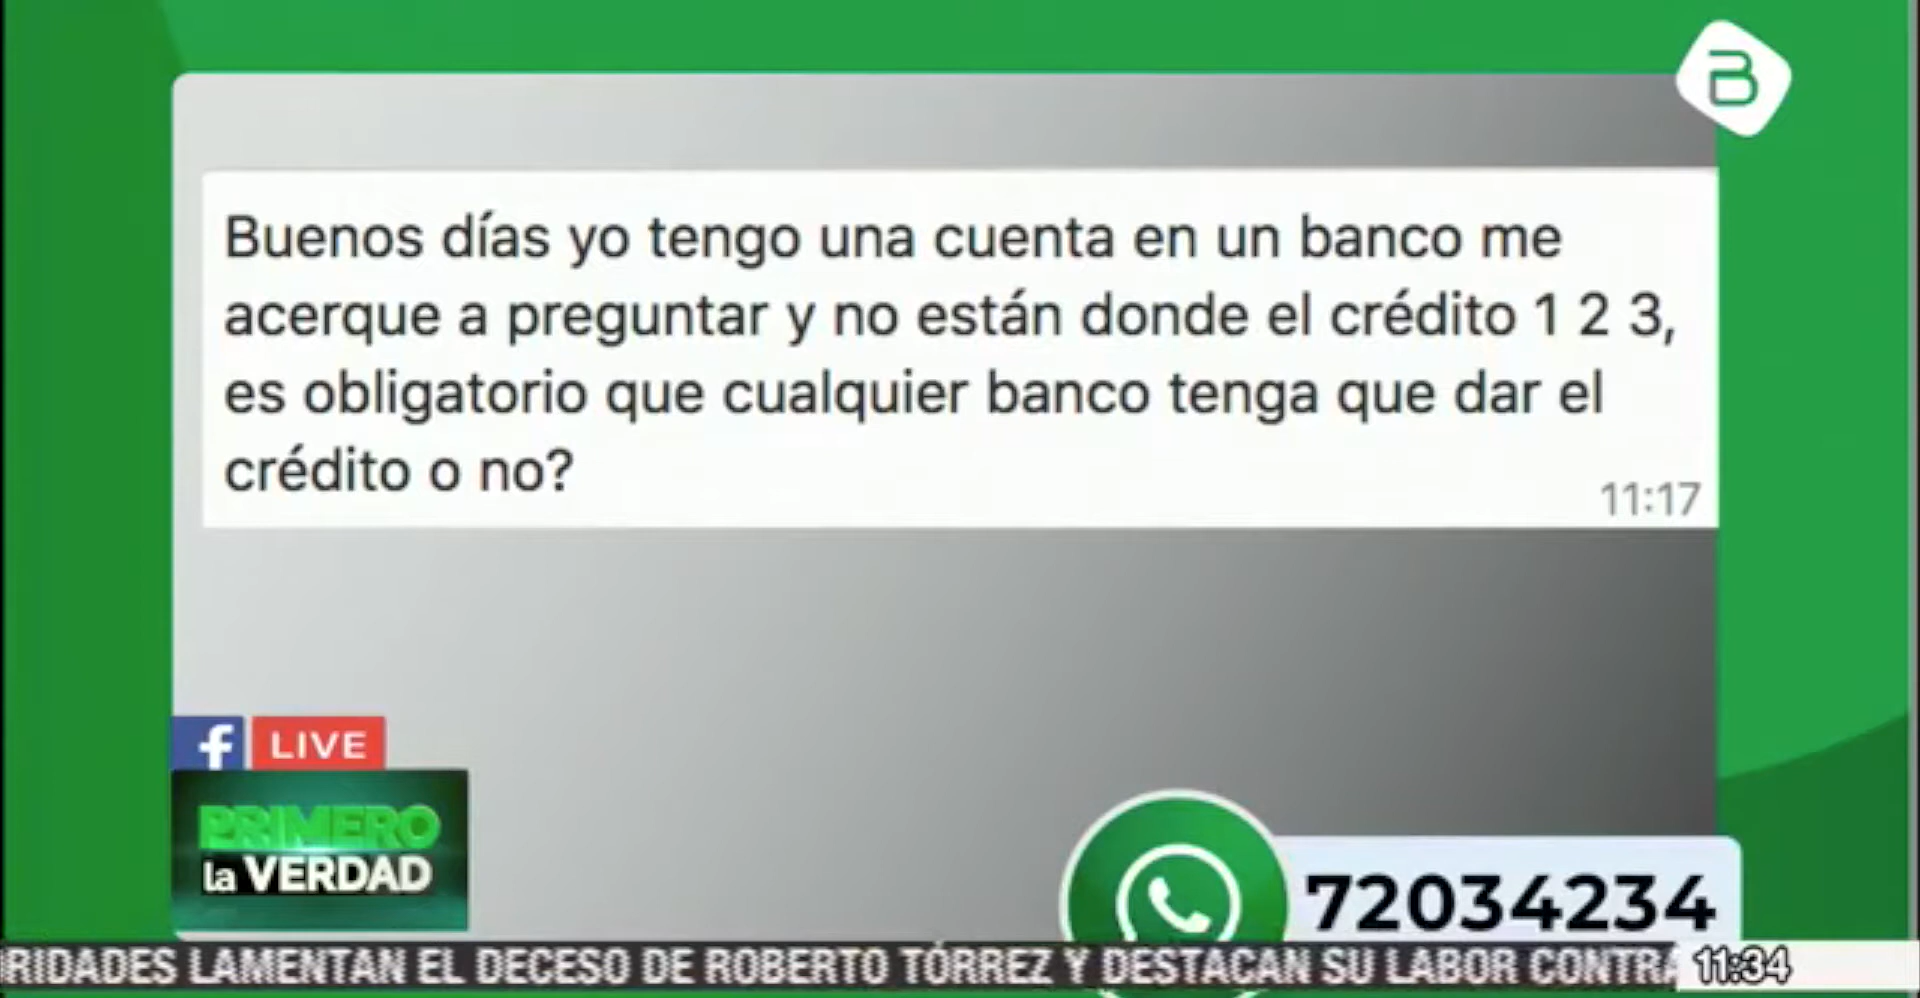 B
Buenos días yo tengo una cuenta en un banco me
acerque a preguntar y no están donde el crédito 1 2 3,
es obligatorio que cualquier banco tenga que dar el
crédito o no?
11:17
f LIVE
PRIMERO
la VERDAD
72034234
RIDADES LAMENTAN EL DECESO DE ROBERTO TÓRREZ Y DESTACAN SU LABOR CONTRA 11:34